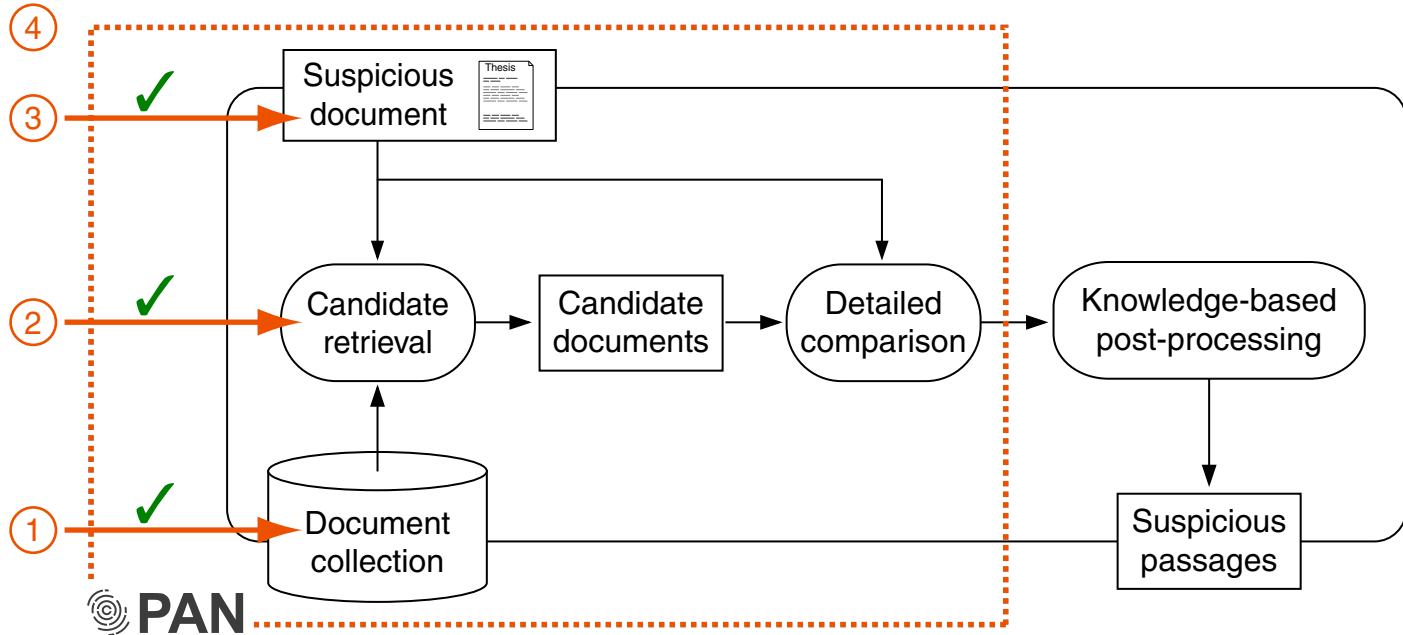 4
Suspicious
document
Thesis
3
2
Candidate
retrieval
Candidate
documents
Detailed
comparison
Knowledge-based
post-processing
1
Document
collection
Suspicious
passages
PAN